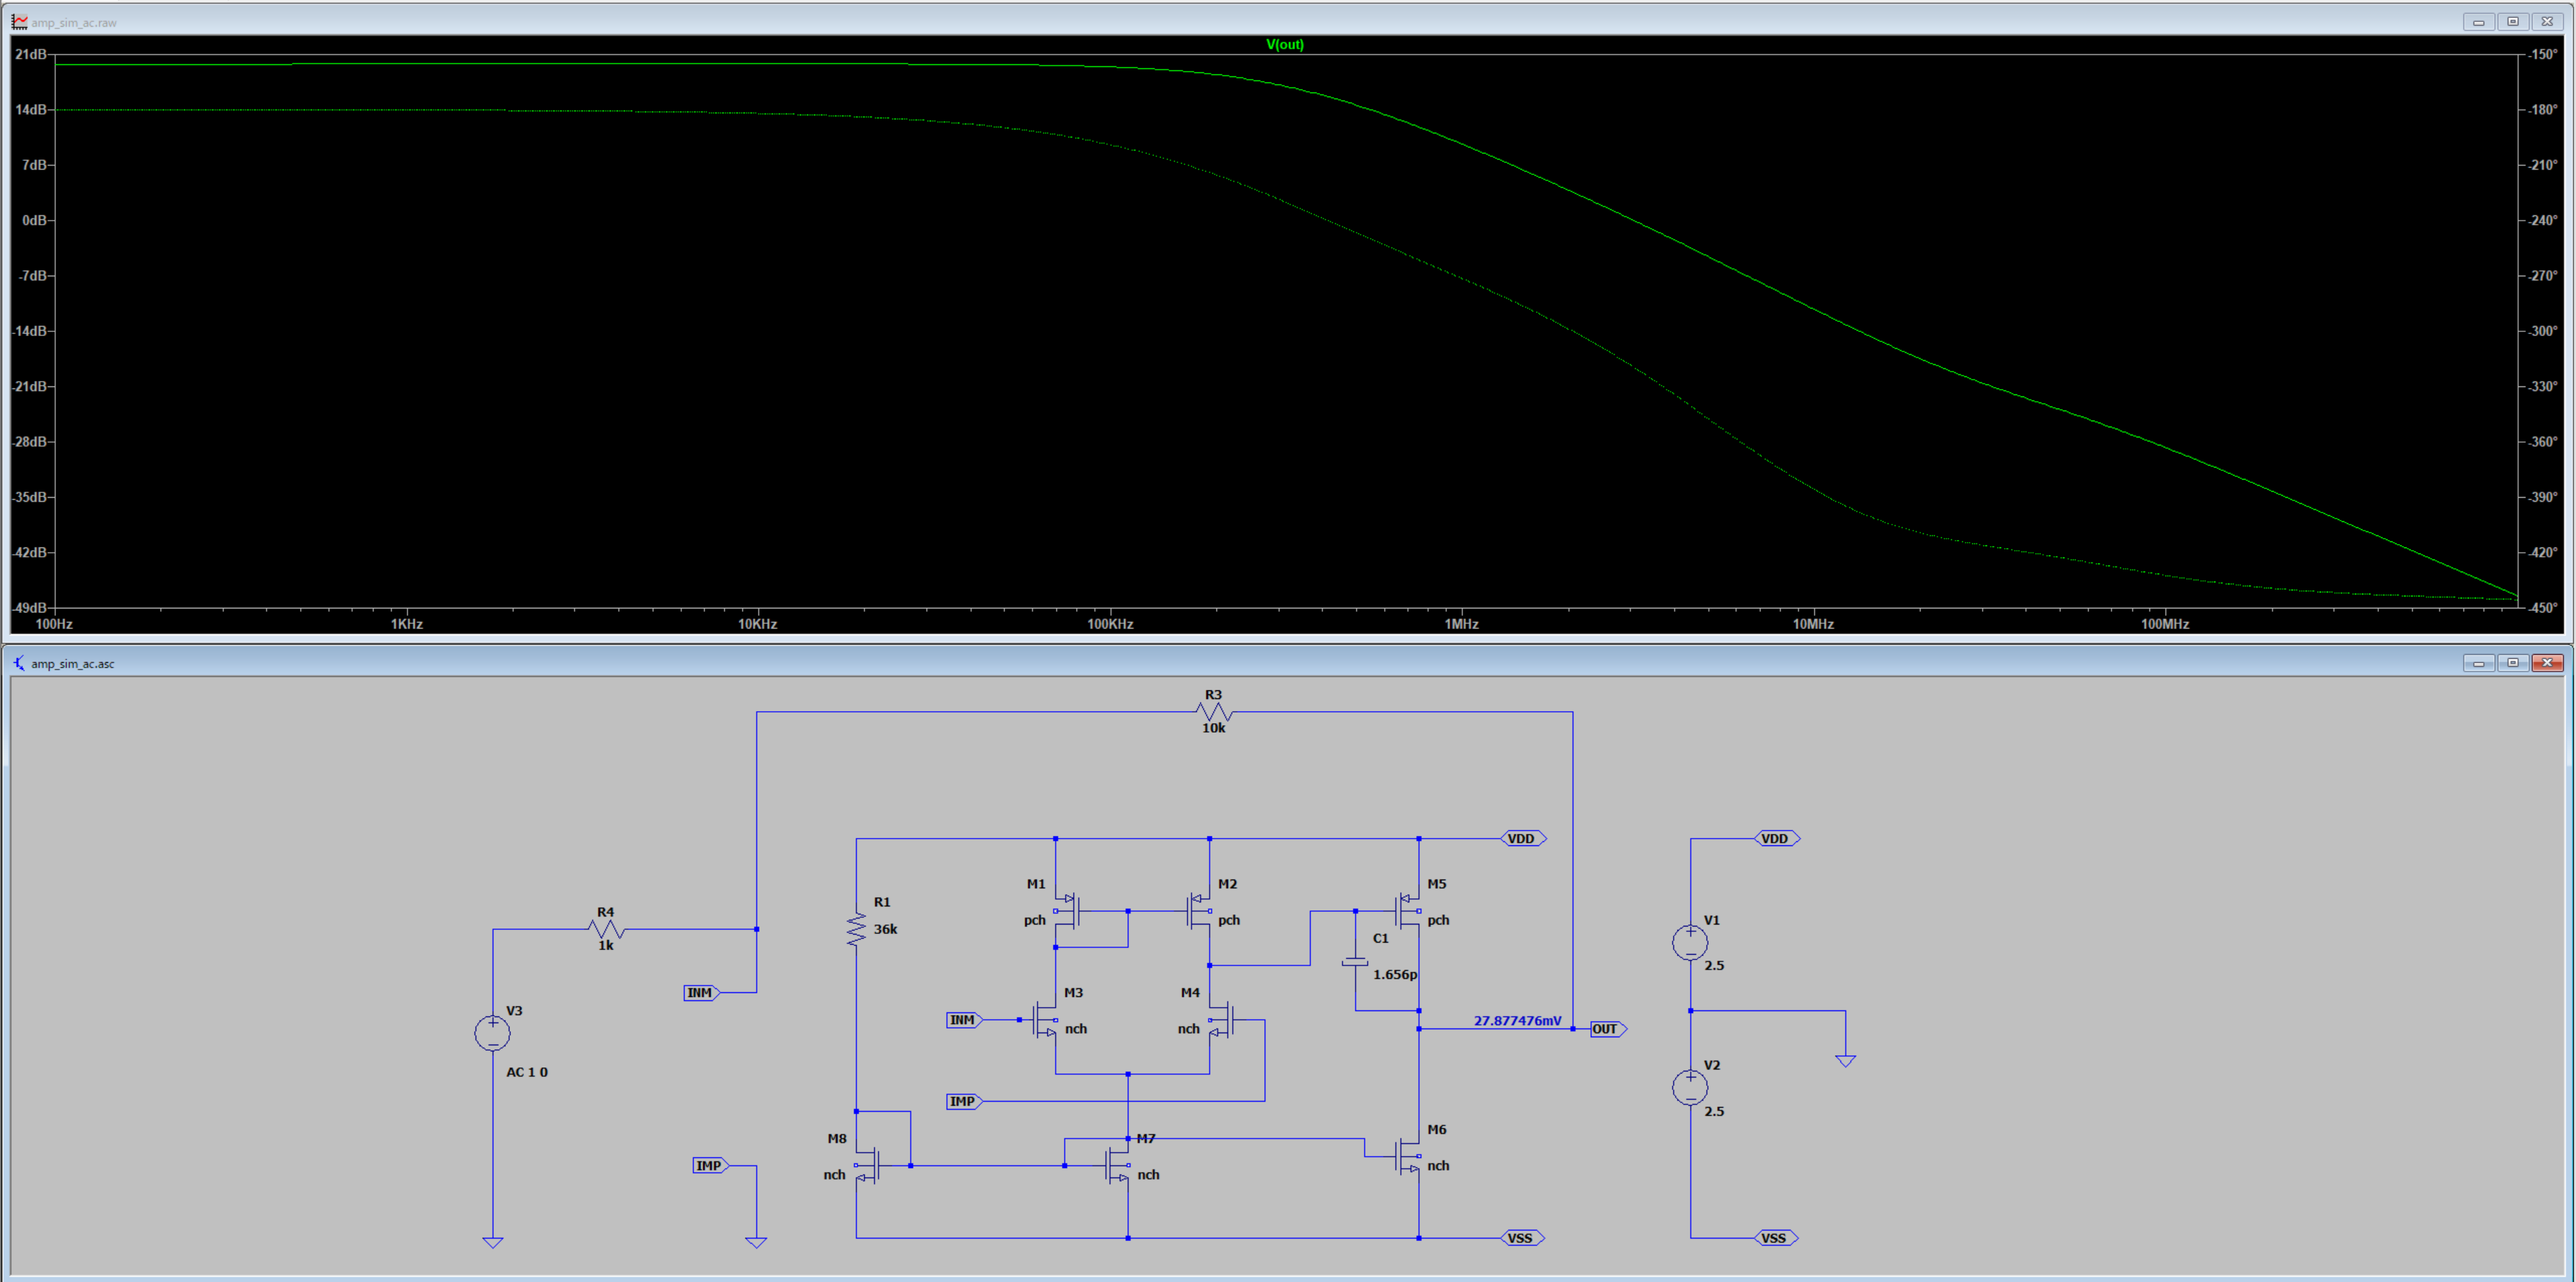 amp_sim_ac.raw
V(out)
21dB
14dB
7dB
0dB
-7dB
-14dB
-21dB
-28dB
-35dB
-42dB
-49dB
-150°
-180°
-210°
-240°
-270°
-300°
-330°
-360°
-390°
-420°
-450°
100Hz 1KHz 10KHz 100KHz 1MHz 10MHz 100MHz
amp_sim_ac.asc
R3
10k
VDD
VDD
M1
pch
M2
pch
M5
pch
R1
36k
R4
1k
C1
1.656p
V1
2.5
INM
INM
M3
nch
M4
nch
V3
AC 1 0
27.877476mV
OUT
V2
2.5
IMP
IMP
M8
nch
M7
nch
M6
nch
VSS
VSS